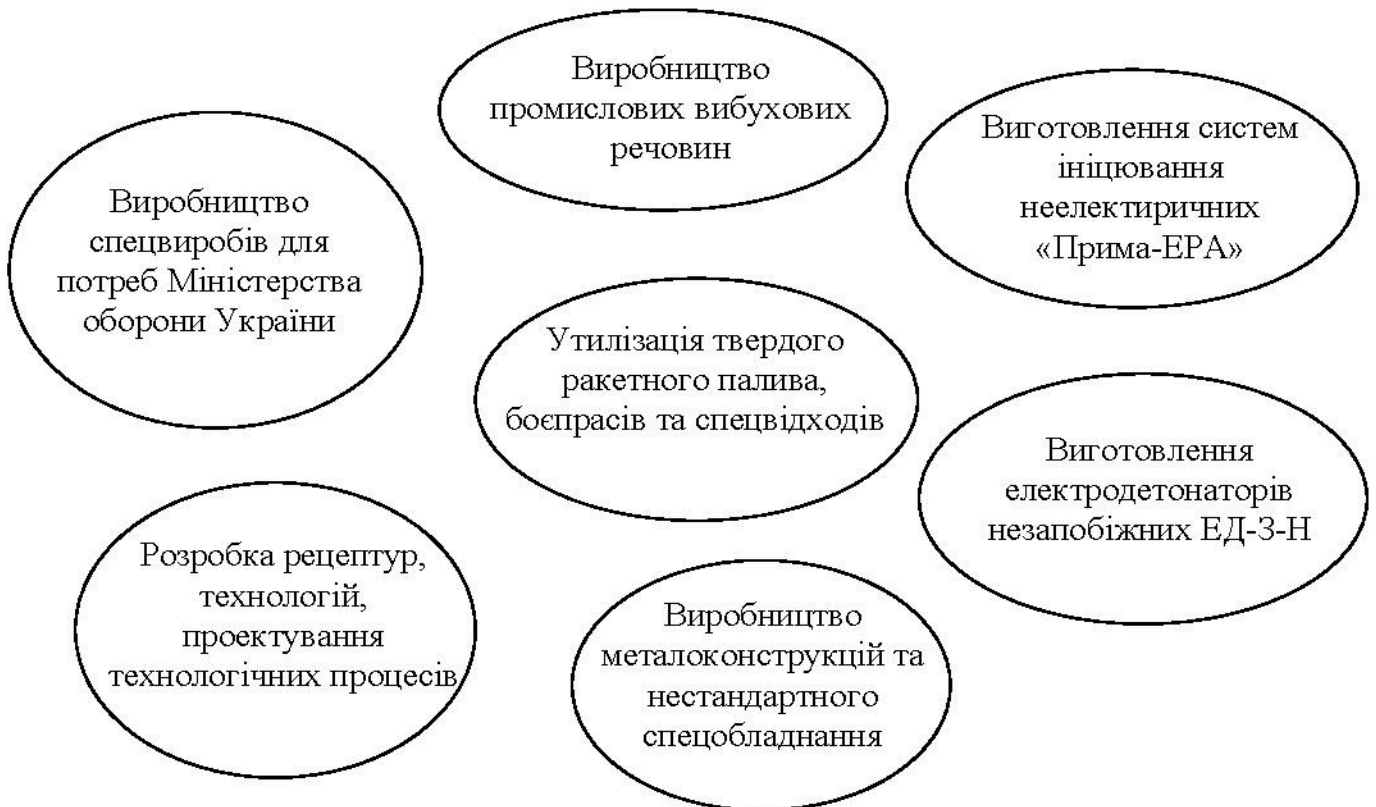 Виробництво
промислових вибухових
речовин
Виготовлення систем
ініцювання
неелектиричних
«Прима-ЕРА»
Виробництво
спецвиробів для
потреб Міністерства
оборони України
Утилізація твердого
ракетного палива,
боєпрасів та спецвідходів
Виготовлення
електродетонаторів
незапобіжних ЕД-З-Н
Розробка рецептур,
технологій,
проектування
технологічних процесів
Виробництво
металоконструкцій та
нестандартного
спецобладнання